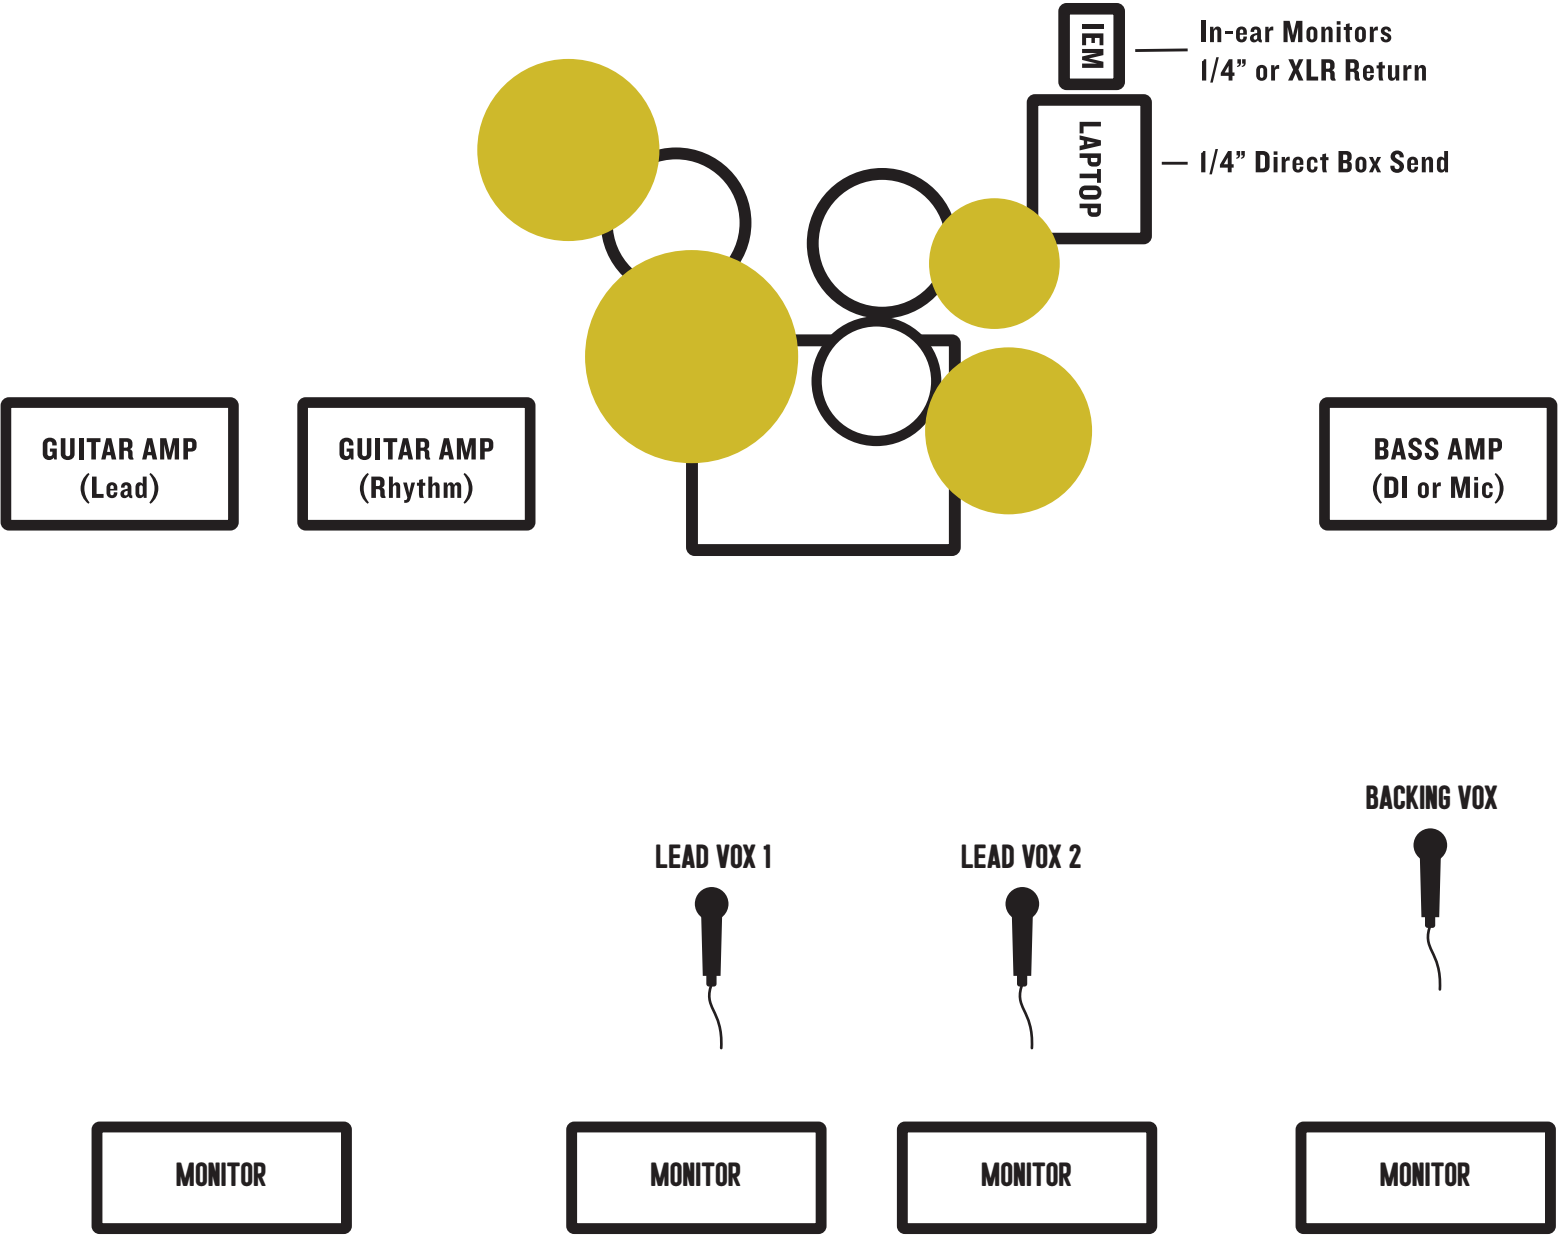 IEM
In-ear Monitors
1/4” or XLR Return
LAPTOP
1/4” Direct Box Send
GUITAR AMP
(Lead)
GUITAR AMP
(Rhythm)
BASS AMP
(DI or Mic)
BACKING VOX
LEAD VOX 1
LEAD VOX 2
MONITOR
MONITOR
MONITOR
MONITOR